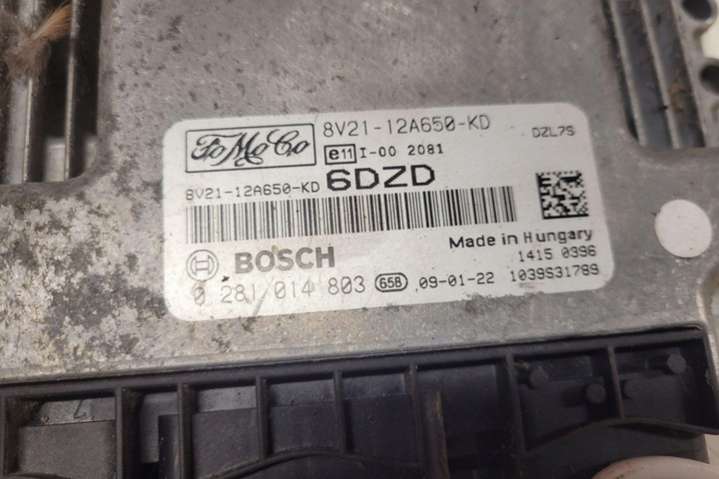 FoMoCo 8V21-12A650-KD DZL7S
e11 I-00 2081
8V21-12A650-KD 6DZD
Made in Hungary
BOSCH 1415 0396
0 281 014 803 65B 09-01-22 1039S31789